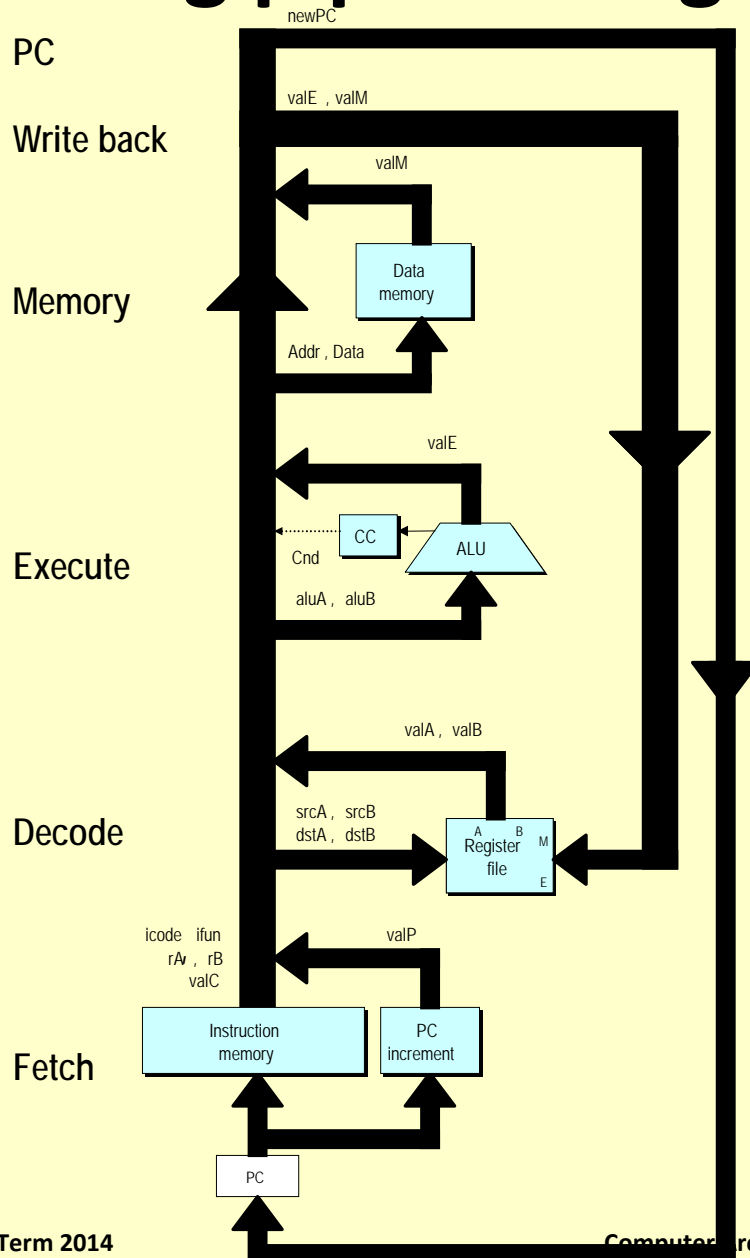 newPC
PC
valE , valM
Write back
valM
Data
memory
Memory
Addr , Data
valE
CC
ALU
Cnd
Execute
aluA , aluB
valA , valB
srcA , srcB
dstA , dstB
Decode
A B
M
Register
file
E
icode ifun
rA , rB
valC
valP
Instruction
memory
PC
increment
Fetch
PC
Term 2014
Computer